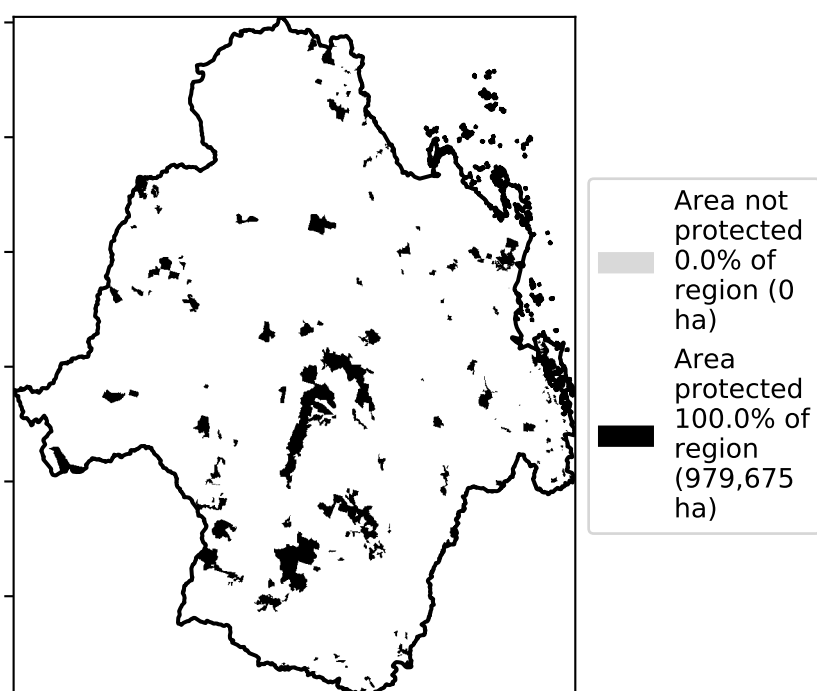 Area not
protected
0.0% of
region (0
ha)
Area
protected
100.0% of
region
(979,675
ha)